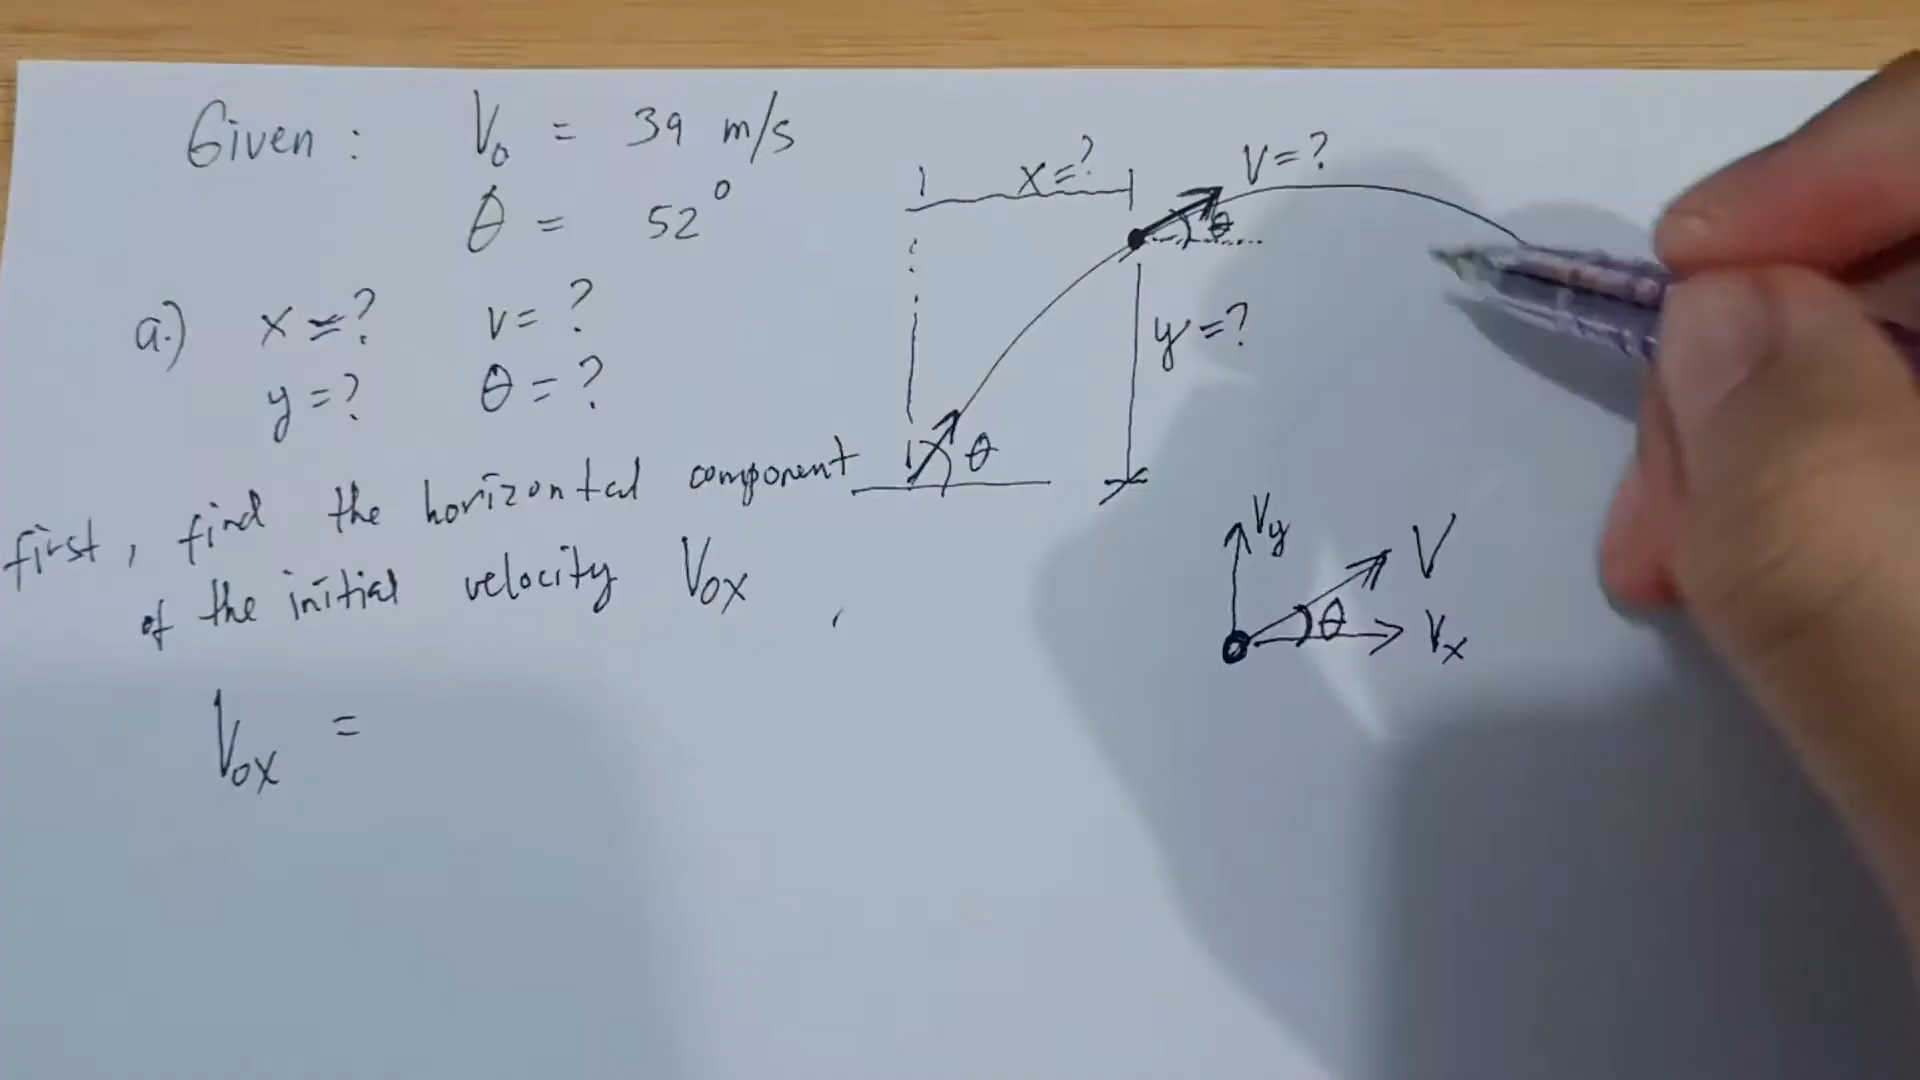 Given : V₀ = 39 m/s
θ = 52°
a.) x = ? v = ?
y = ? θ = ?
first, find the horizontal component
of the initial velocity V₀ₓ
V₀ₓ =
x = ?
v = ?
θ
y = ?
θ
Vy
V
θ
Vx